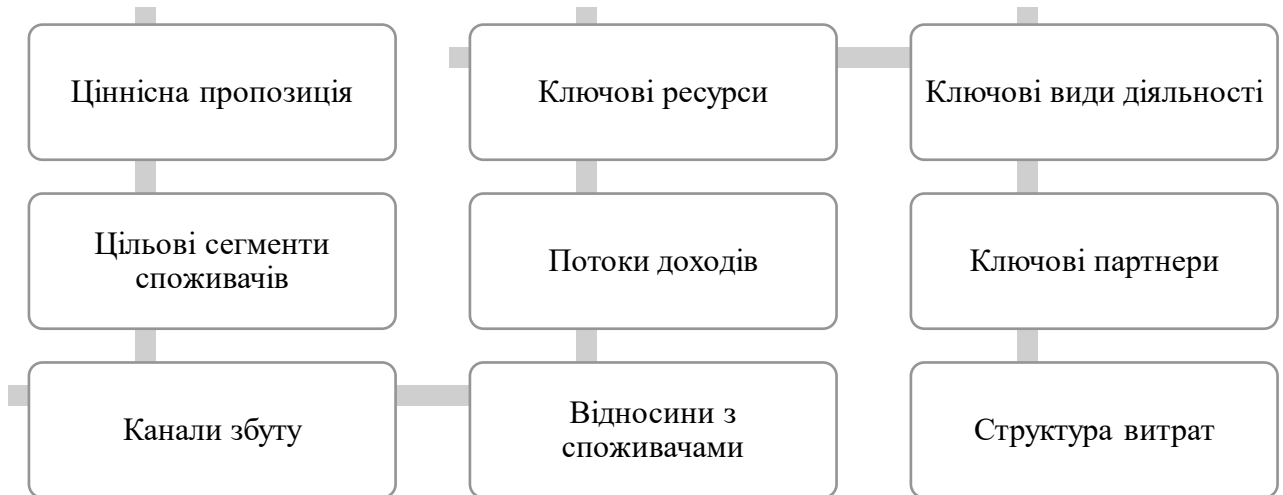 Ціннісна пропозиція
Цільові сегменти
споживачів
Канали збуту
Відносини з
споживачами
Потоки доходів
Ключові ресурси
Ключові види діяльності
Ключові партнери
Структура витрат